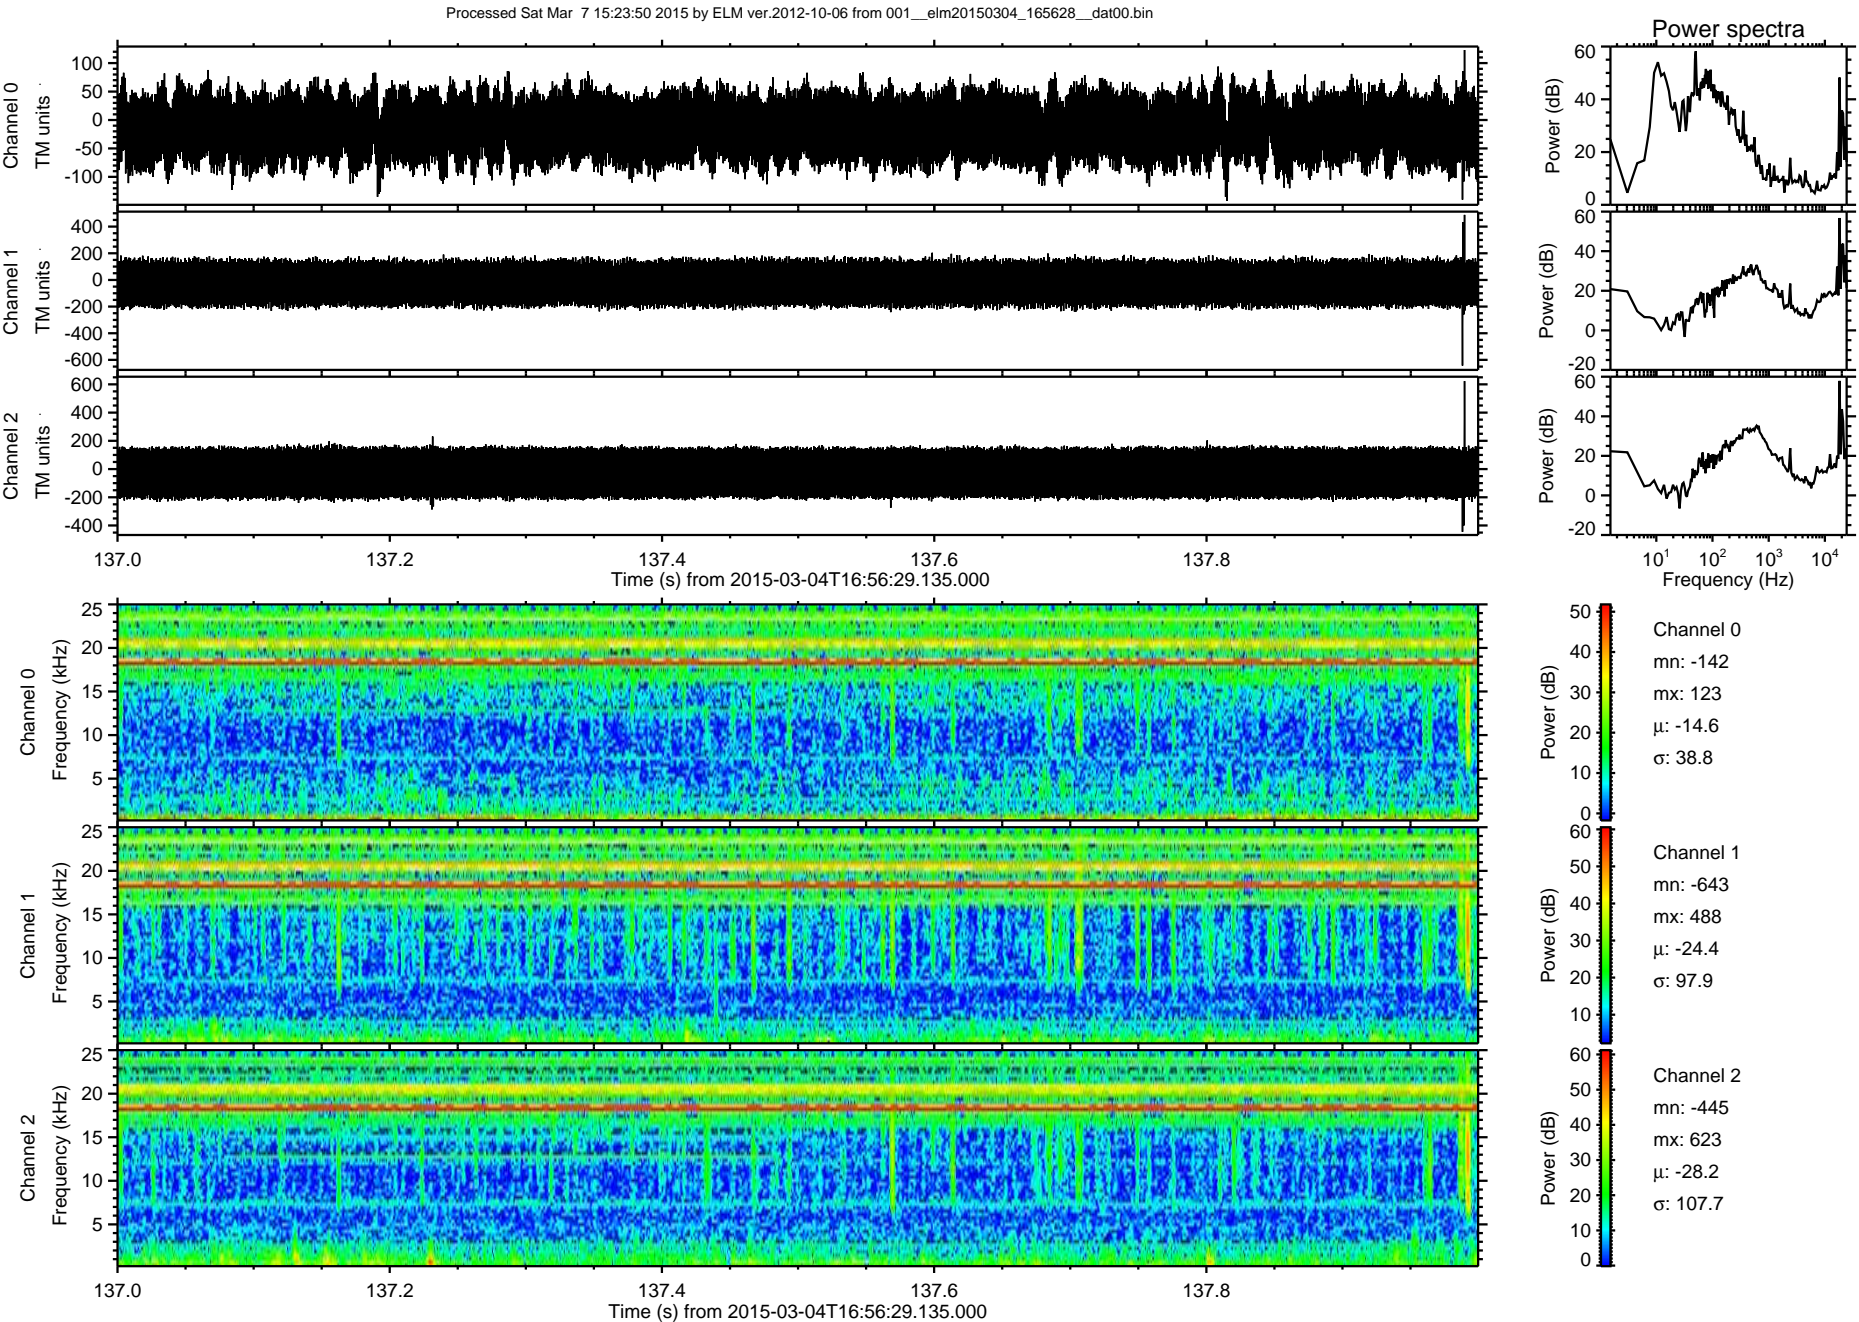 Processed Sat Mar 7 15:23:50 2015 by ELM ver.2012-10-06 from 001__elm20150304_165628__dat00.bin
Power spectra
Channel 0
TM units
100
50
0
-50
-100
Power (dB)
60
40
20
0
Channel 1
TM units
400
200
0
-200
-400
-600
Power (dB)
60
40
20
0
-20
Channel 2
TM units
600
400
200
0
-200
-400
Power (dB)
60
40
20
0
-20
137.0 137.2 137.4 137.6 137.8
Time (s) from 2015-03-04T16:56:29.135.000
10^1 10^2 10^3 10^4
Frequency (Hz)
Channel 0
Frequency (kHz)
25
20
15
10
5
Power (dB)
50
40
30
20
10
0
Channel 0
mn: -142
mx: 123
μ: -14.6
σ: 38.8
Channel 1
Frequency (kHz)
25
20
15
10
5
Power (dB)
60
50
40
30
20
10
Channel 1
mn: -643
mx: 488
μ: -24.4
σ: 97.9
Channel 2
Frequency (kHz)
25
20
15
10
5
Power (dB)
60
50
40
30
20
10
0
Channel 2
mn: -445
mx: 623
μ: -28.2
σ: 107.7
137.0 137.2 137.4 137.6 137.8
Time (s) from 2015-03-04T16:56:29.135.000